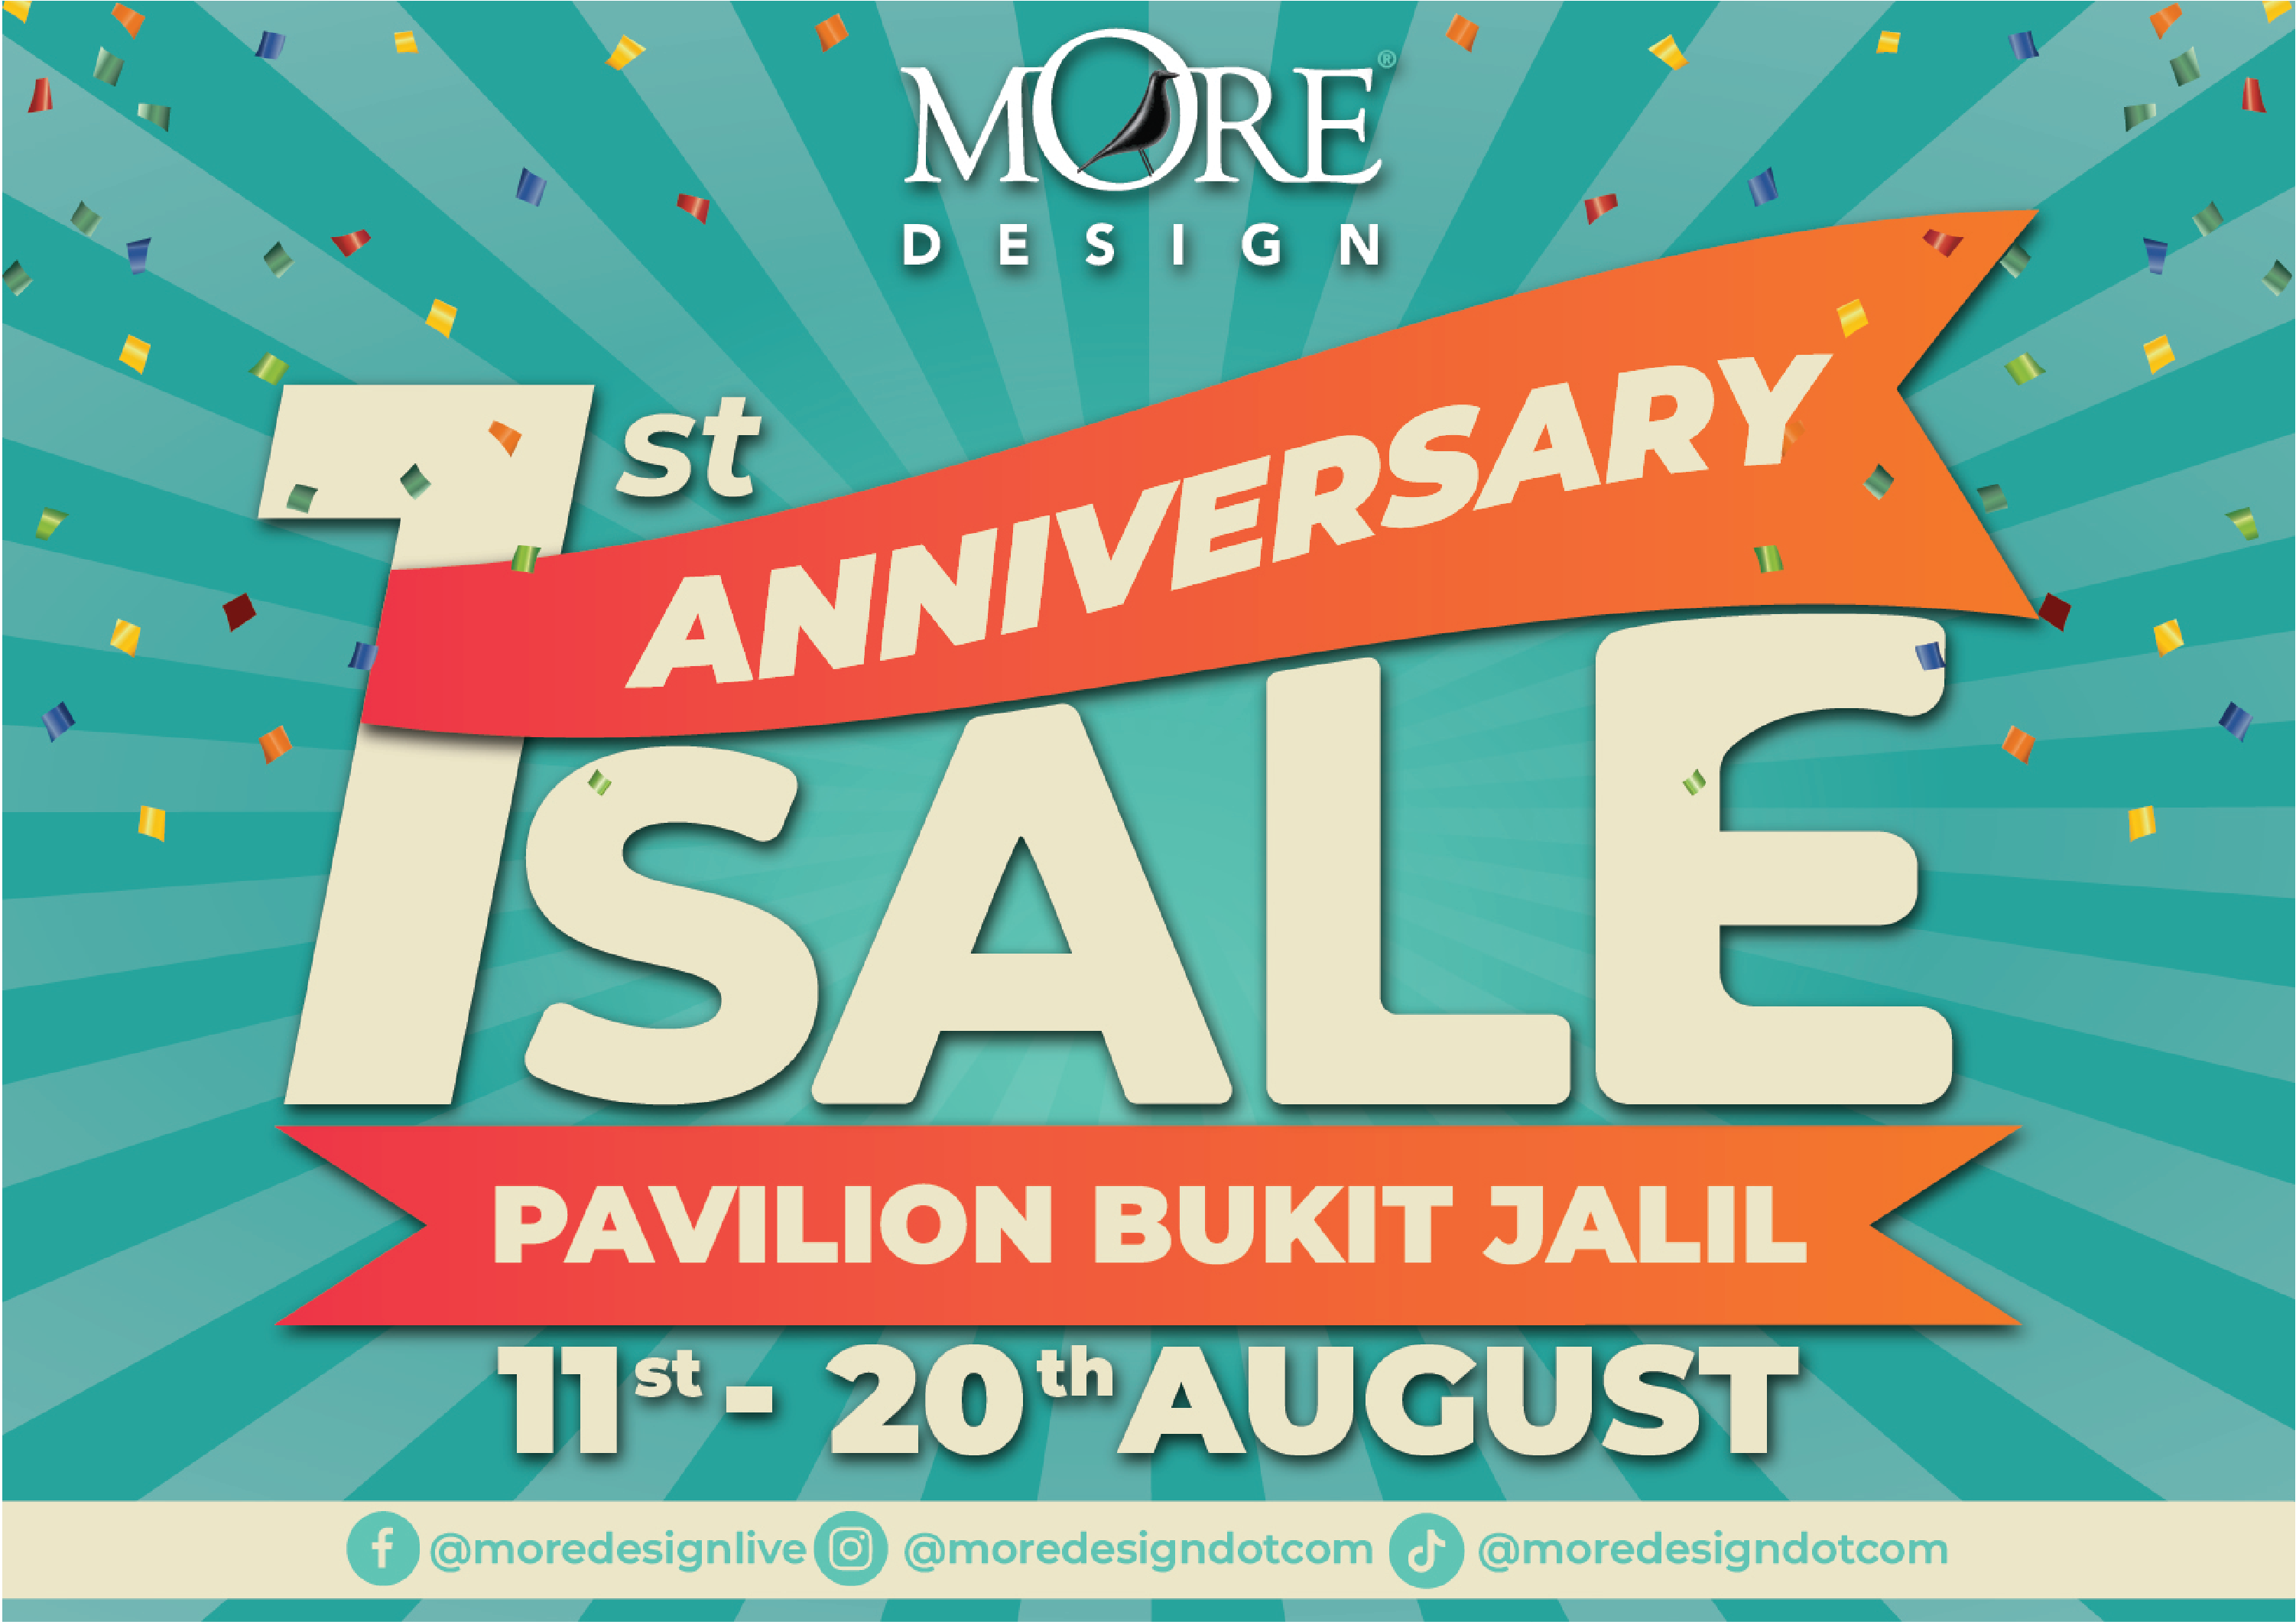 MORE®
DESIGN
1st
ANNIVERSARY
SALE
PAVILION BUKIT JALIL
11st - 20th AUGUST
@moredesignlive @moredesigndotcom @moredesigndotcom